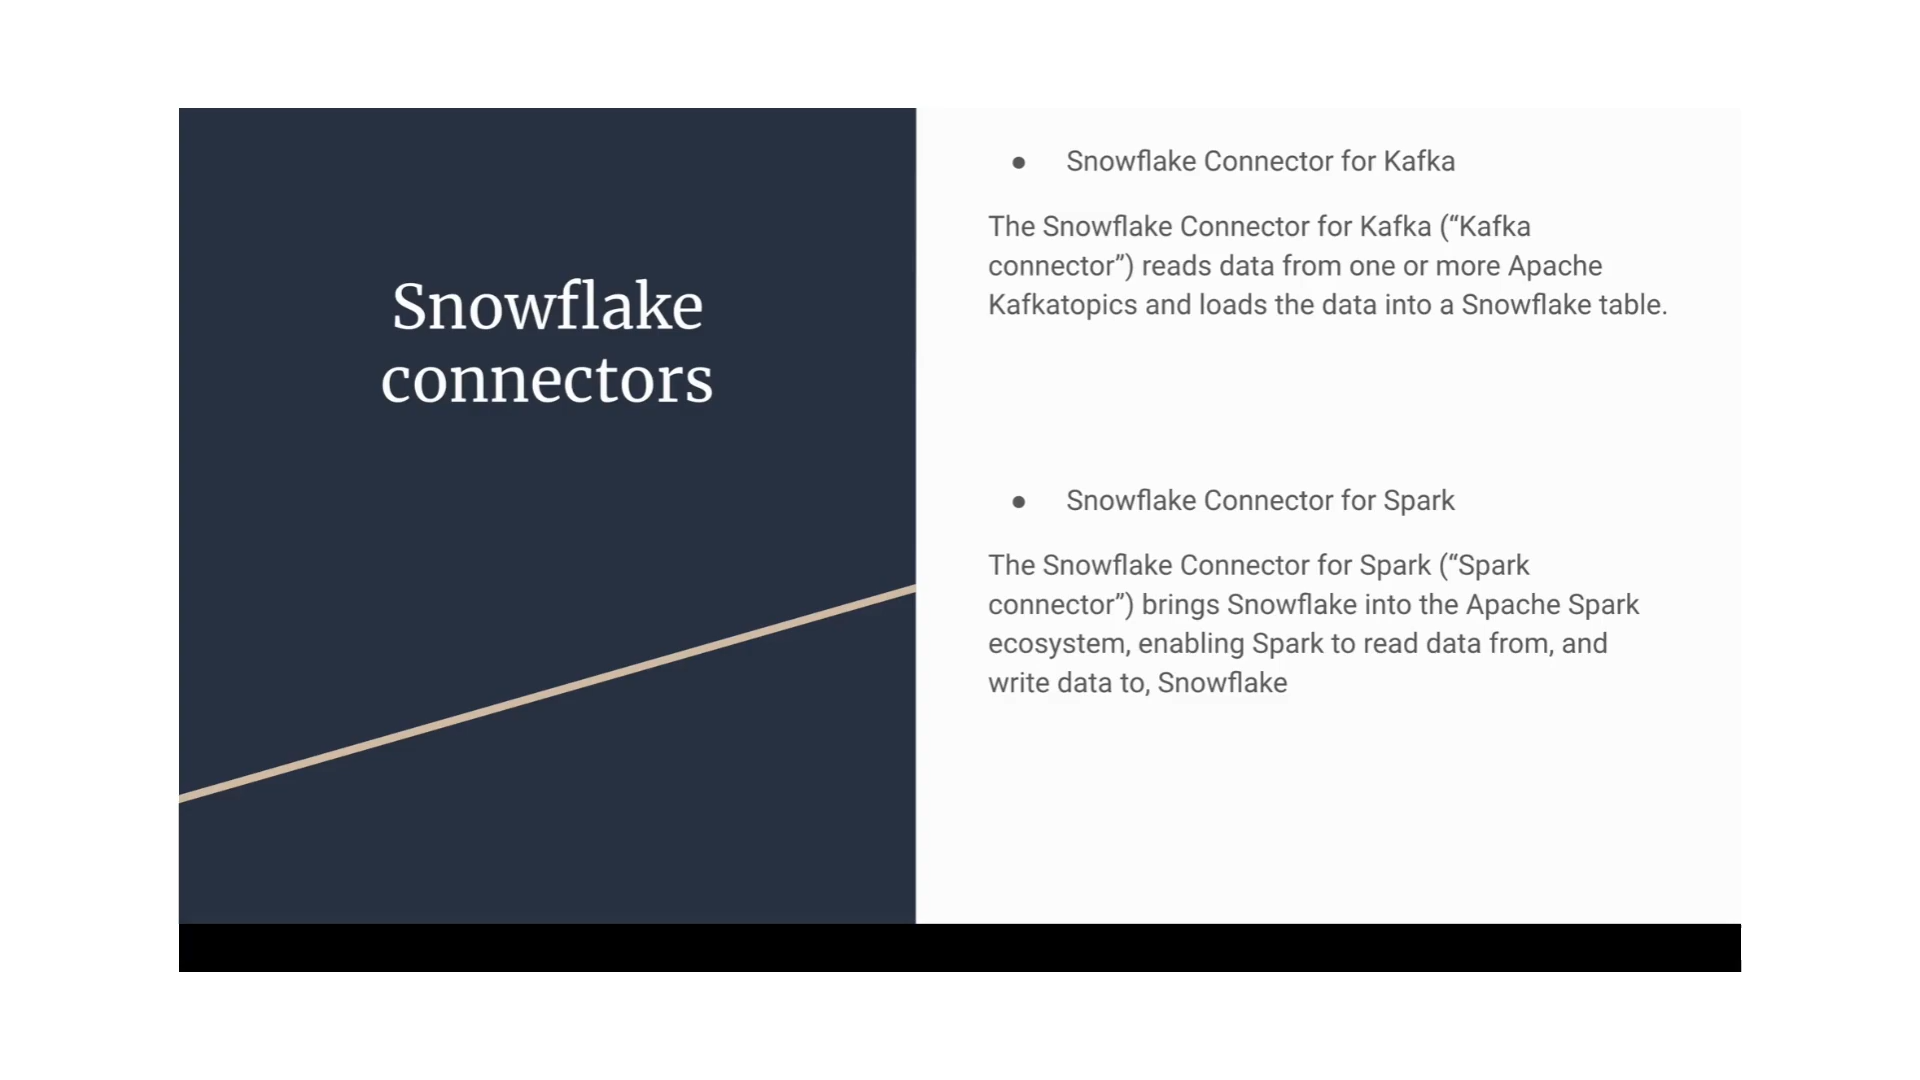 Snowflake
connectors
● Snowflake Connector for Kafka
The Snowflake Connector for Kafka (“Kafka
connector”) reads data from one or more Apache
Kafkatopics and loads the data into a Snowflake table.
● Snowflake Connector for Spark
The Snowflake Connector for Spark (“Spark
connector”) brings Snowflake into the Apache Spark
ecosystem, enabling Spark to read data from, and
write data to, Snowflake